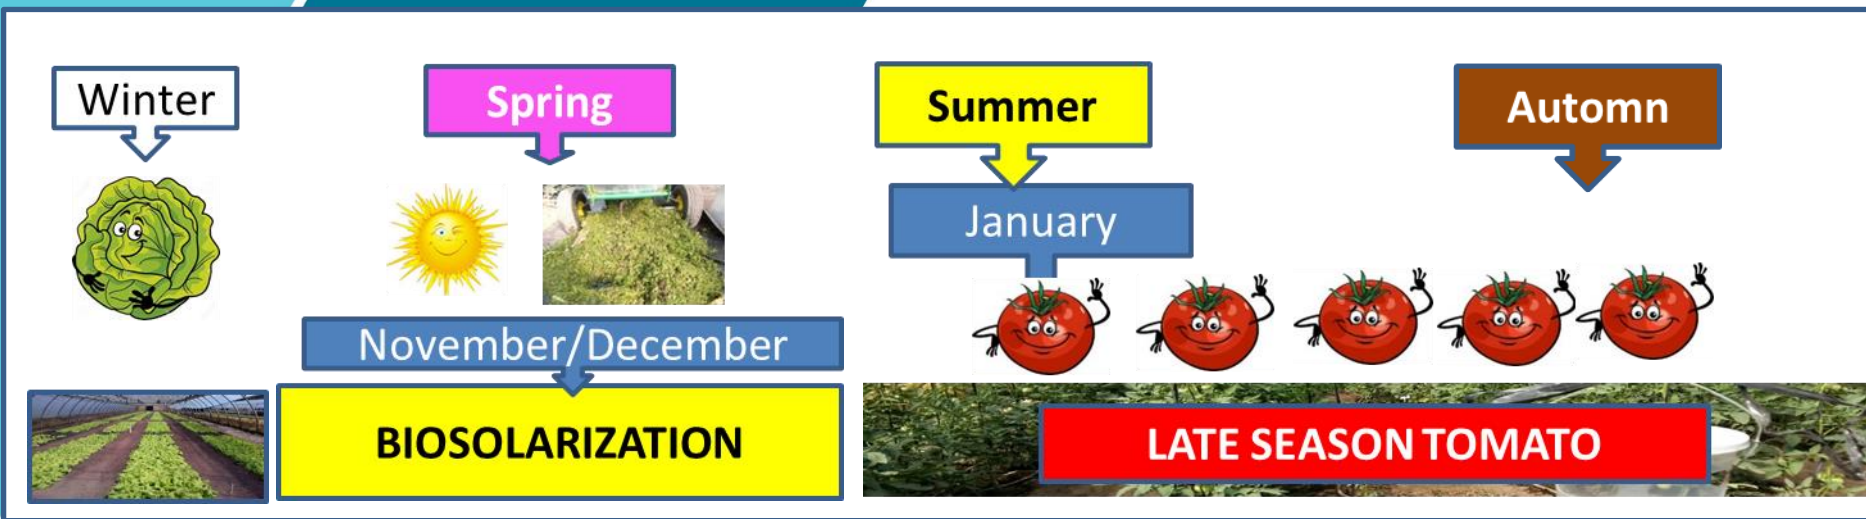 Winter
Spring
Summer
Automn
January
November/December
BIOSOLARIZATION
LATE SEASON TOMATO